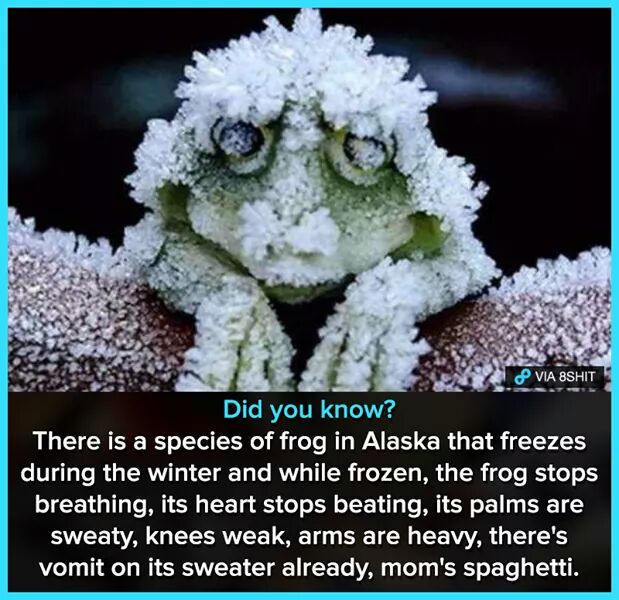 VIA 8SHIT
Did you know?
There is a species of frog in Alaska that freezes
during the winter and while frozen, the frog stops
breathing, its heart stops beating, its palms are
sweaty, knees weak, arms are heavy, there's
vomit on its sweater already, mom's spaghetti.